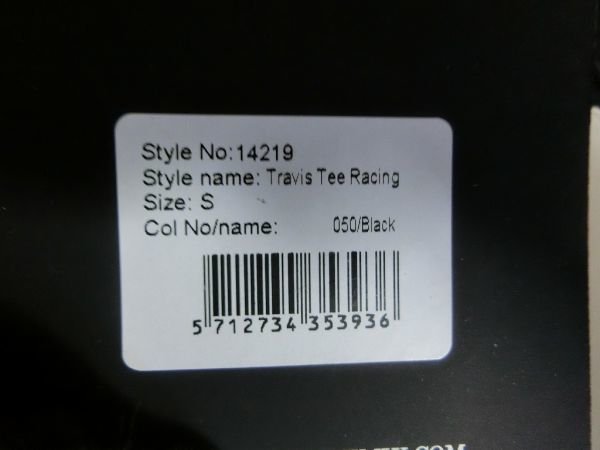 Style No:14219
Style name: Travis Tee Racing
Size: S
Col No/name: 050/Black
5 712734 353936